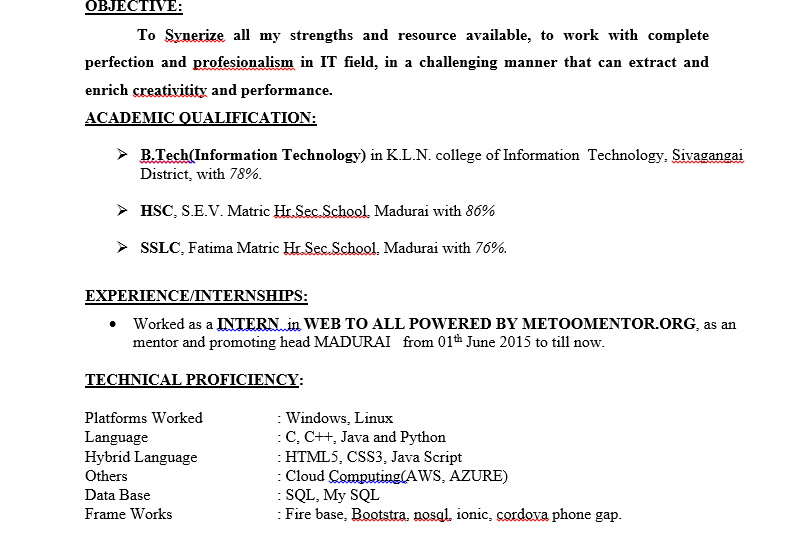 OBJECTIVE:
To Synerize all my strengths and resource available, to work with complete
perfection and profesionalism in IT field, in a challenging manner that can extract and
enrich creativitity and performance.
ACADEMIC QUALIFICATION:
➢ B.Tech(Information Technology) in K.L.N. college of Information Technology, Sivagangai
District, with 78%.
➢ HSC, S.E.V. Matric Hr.Sec.School, Madurai with 86%
➢ SSLC, Fatima Matric Hr.Sec.School, Madurai with 76%.
EXPERIENCE/INTERNSHIPS:
• Worked as a INTERN in WEB TO ALL POWERED BY METOOMENTOR.ORG, as an
mentor and promoting head MADURAI from 01th June 2015 to till now.
TECHNICAL PROFICIENCY:
Platforms Worked : Windows, Linux
Language : C, C++, Java and Python
Hybrid Language : HTML5, CSS3, Java Script
Others : Cloud Computing(AWS, AZURE)
Data Base : SQL, My SQL
Frame Works : Fire base, Bootstra, nosql, ionic, cordova phone gap.